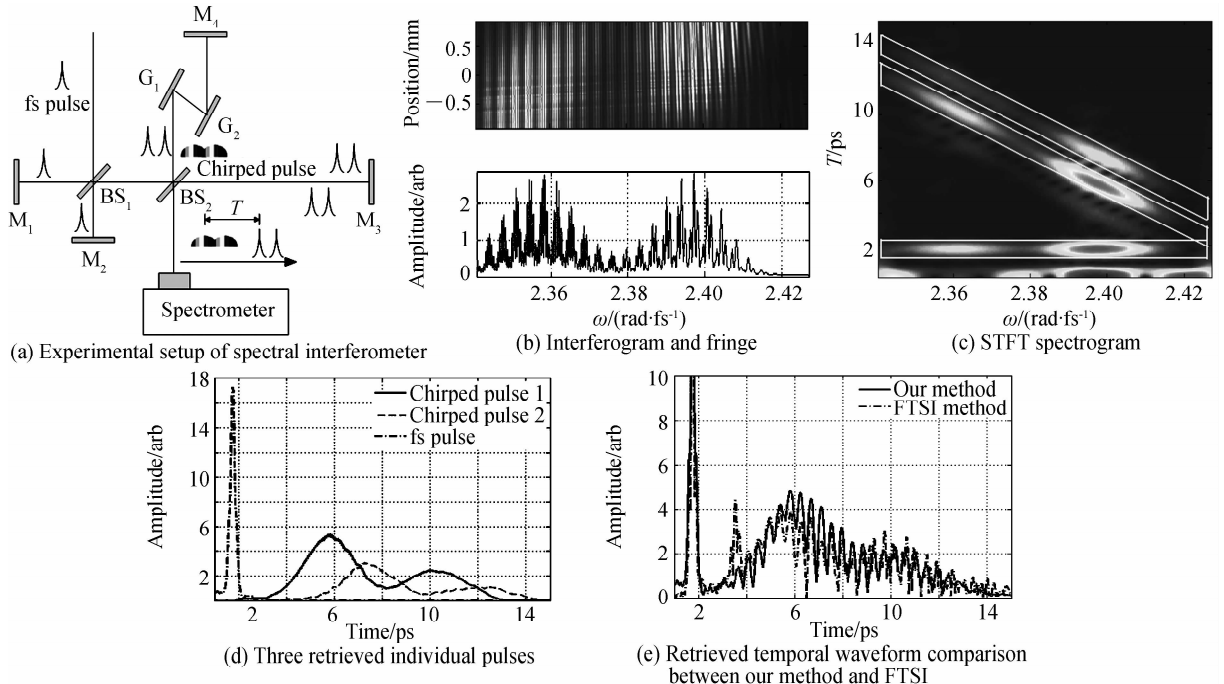 M₄
G₁
fs pulse
G₂
Chirped pulse
BS₁
BS₂
M₁
M₃
T
M₂
Spectrometer
(a) Experimental setup of spectral interferometer
Position/mm
0.5
0
−0.5
Amplitude/arb
2
1
0
2.36
2.38
2.40
2.42
ω/(rad·fs⁻¹)
(b) Interferogram and fringe
T/ps
14
10
6
2
2.36
2.38
2.40
2.42
ω/(rad·fs⁻¹)
(c) STFT spectrogram
Amplitude/arb
18
14
10
6
2
Chirped pulse 1
Chirped pulse 2
fs pulse
2
6
10
14
Time/ps
(d) Three retrieved individual pulses
Amplitude/arb
10
8
6
4
2
0
Our method
FTSI method
2
6
10
14
Time/ps
(e) Retrieved temporal waveform comparison
between our method and FTSI